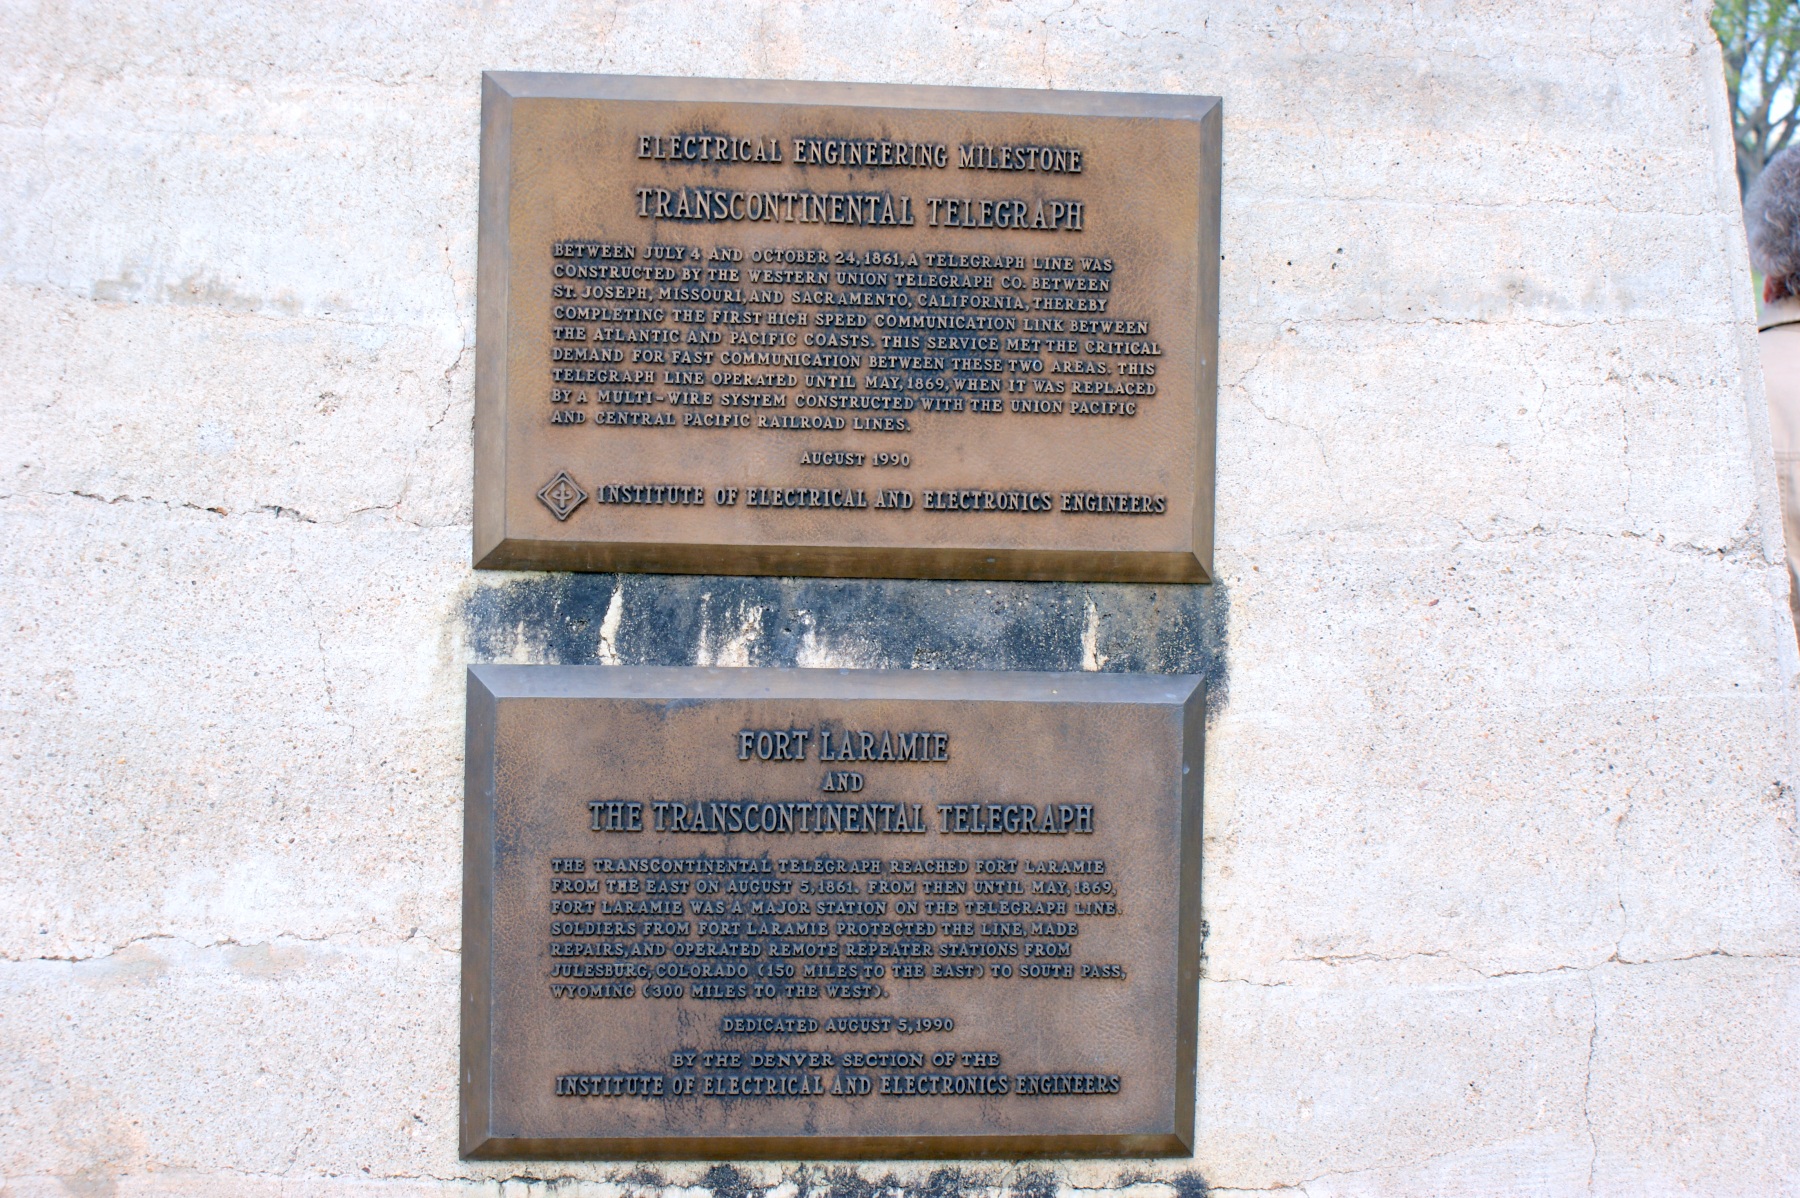 ELECTRICAL ENGINEERING MILESTONE
TRANSCONTINENTAL TELEGRAPH
BETWEEN JULY 4 AND OCTOBER 24, 1861, A TELEGRAPH LINE WAS
CONSTRUCTED BY THE WESTERN UNION TELEGRAPH CO. BETWEEN
ST. JOSEPH, MISSOURI, AND SACRAMENTO, CALIFORNIA, THEREBY
COMPLETING THE FIRST HIGH SPEED COMMUNICATION LINK BETWEEN
THE ATLANTIC AND PACIFIC COASTS. THIS SERVICE MET THE CRITICAL
DEMAND FOR FAST COMMUNICATION BETWEEN THESE TWO AREAS. THIS
TELEGRAPH LINE OPERATED UNTIL MAY, 1869, WHEN IT WAS REPLACED
BY A MULTI-WIRE SYSTEM CONSTRUCTED WITH THE UNION PACIFIC
AND CENTRAL PACIFIC RAILROAD LINES.
AUGUST 1990
INSTITUTE OF ELECTRICAL AND ELECTRONICS ENGINEERS
FORT LARAMIE
AND
THE TRANSCONTINENTAL TELEGRAPH
THE TRANSCONTINENTAL TELEGRAPH REACHED FORT LARAMIE
FROM THE EAST ON AUGUST 5, 1861. FROM THEN UNTIL MAY, 1869,
FORT LARAMIE WAS A MAJOR STATION ON THE TELEGRAPH LINE.
SOLDIERS FROM FORT LARAMIE PROTECTED THE LINE, MADE
REPAIRS, AND OPERATED REMOTE REPEATER STATIONS FROM
JULESBURG, COLORADO (150 MILES TO THE EAST) TO SOUTH PASS,
WYOMING (300 MILES TO THE WEST).
DEDICATED AUGUST 5, 1990
BY THE DENVER SECTION OF THE
INSTITUTE OF ELECTRICAL AND ELECTRONICS ENGINEERS